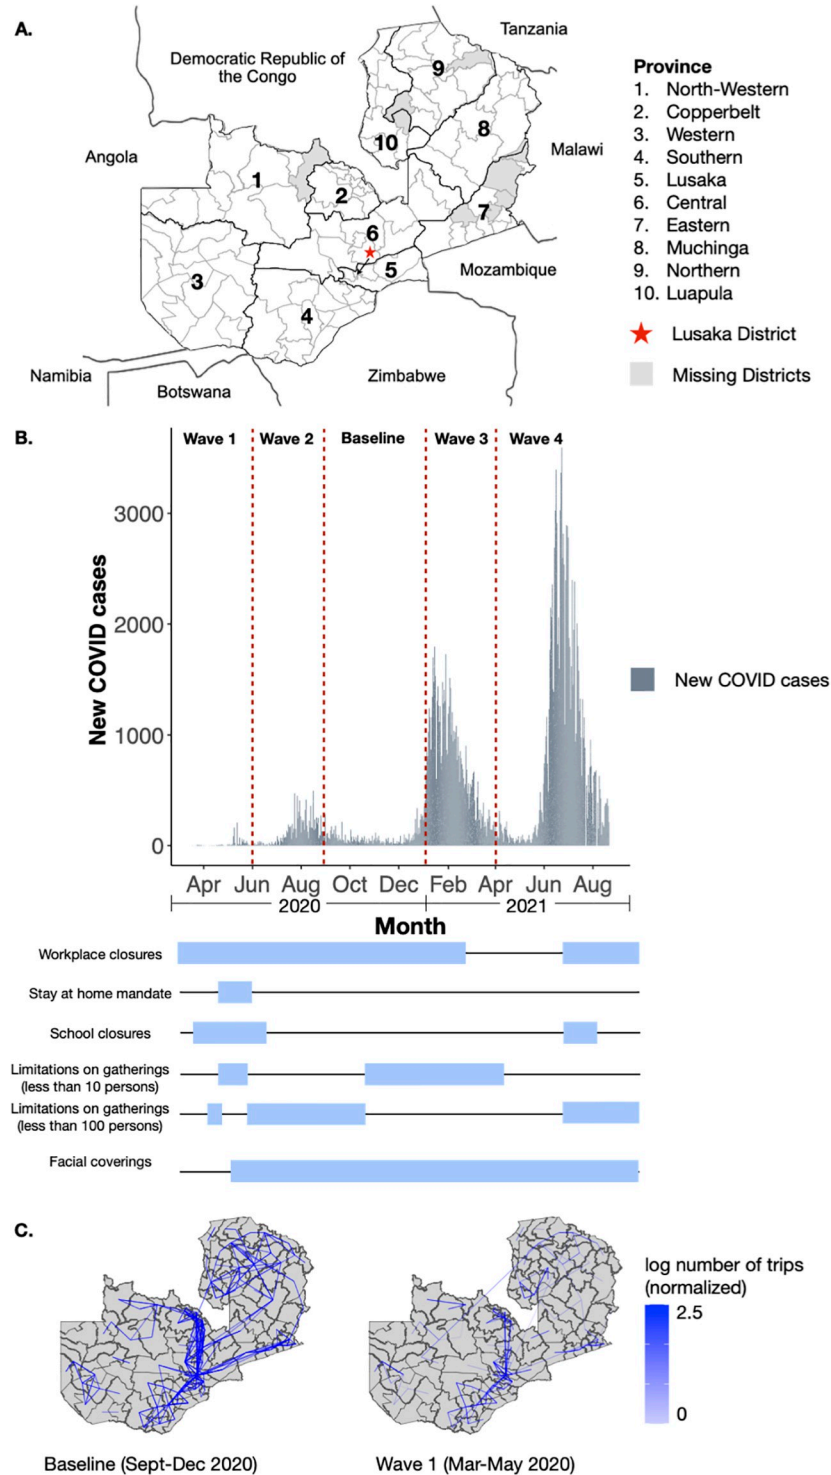 A.
Tanzania
Democratic Republic of
the Congo
Angola
Malawi
Mozambique
Namibia
Botswana
Zimbabwe
9
8
10
1
2
7
6
5
3
4
Province
1. North-Western
2. Copperbelt
3. Western
4. Southern
5. Lusaka
6. Central
7. Eastern
8. Muchinga
9. Northern
10. Luapula
Lusaka District
Missing Districts
B.
Wave 1 Wave 2 Baseline Wave 3 Wave 4
New COVID cases
3000
2000
1000
0
New COVID cases
Apr Jun Aug Oct Dec Feb Apr Jun Aug
2020 2021
Month
Workplace closures
Stay at home mandate
School closures
Limitations on gatherings
(less than 10 persons)
Limitations on gatherings
(less than 100 persons)
Facial coverings
C.
log number of trips
(normalized)
2.5
0
Baseline (Sept-Dec 2020)
Wave 1 (Mar-May 2020)